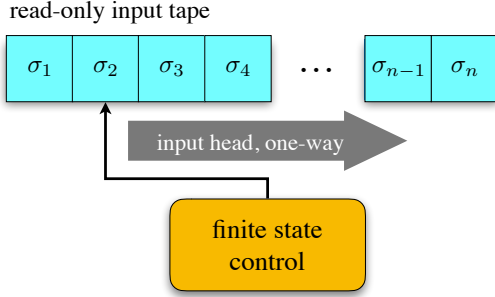 read-only input tape
σ₁ σ₂ σ₃ σ₄ ... σₙ₋₁ σₙ
input head, one-way
finite state
control